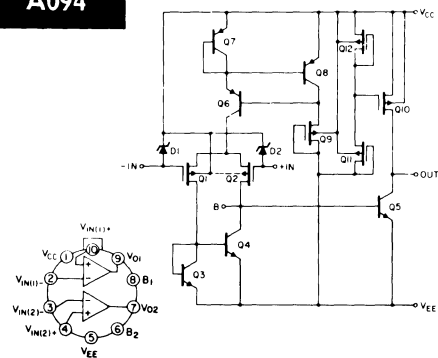 A094
VCC
Q7
Q12
Q8
Q6
Q10
D1
D2
Q9
-IN
Q1
Q2
+IN
Q11
OUT
B
Q5
Q4
Q3
VEE
VIN(1)+
VCC
1
10
9
VO1
VIN(1)-
2
+
-
8
B1
VIN(2)-
3
-
+
7
VO2
VIN(2)+
4
5
6
B2
VEE